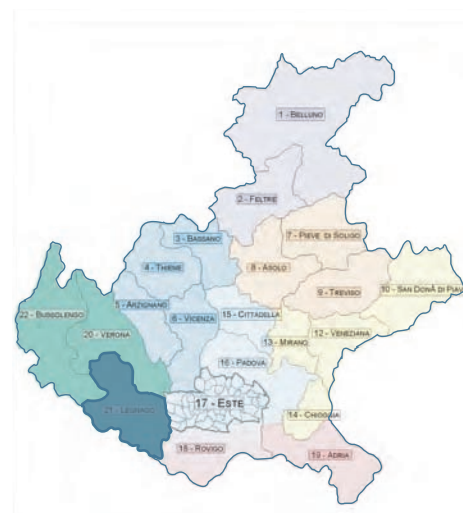 1 - BELLUNO
2 - FELTRE
3 - BASSANO
7 - PIEVE DI SOLIGO
4 - THIENE
8 - ASOLO
9 - TREVISO
10 - SAN DONÀ DI PIAV
5 - ARZIGNANO
6 - VICENZA
15 - CITTADELLA
22 - BUSSOLENGO
20 - VERONA
12 - VENEZIANA
13 - MIRANO
16 - PADOVA
21 - LEGNAGO
17 - ESTE
14 - CHIOGGIA
18 - ROVIGO
19 - ADRIA